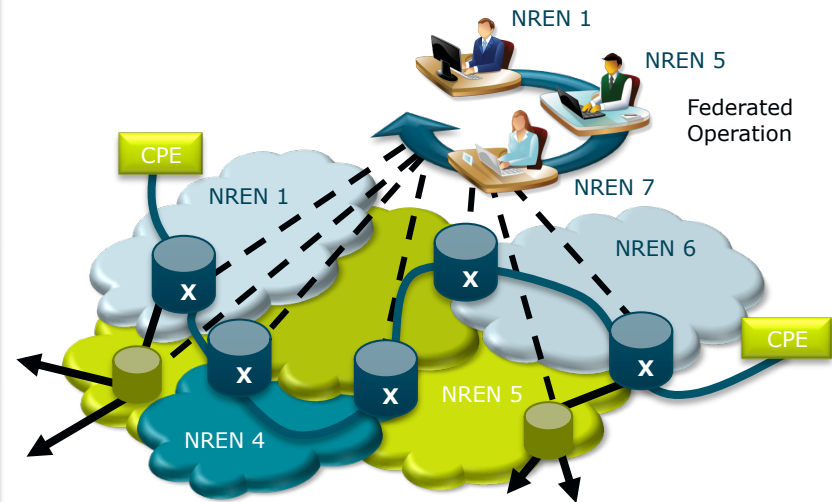 NREN 1
NREN 5
Federated
Operation
CPE
NREN 7
NREN 1
NREN 6
X
X
X
X
X
CPE
NREN 5
NREN 4